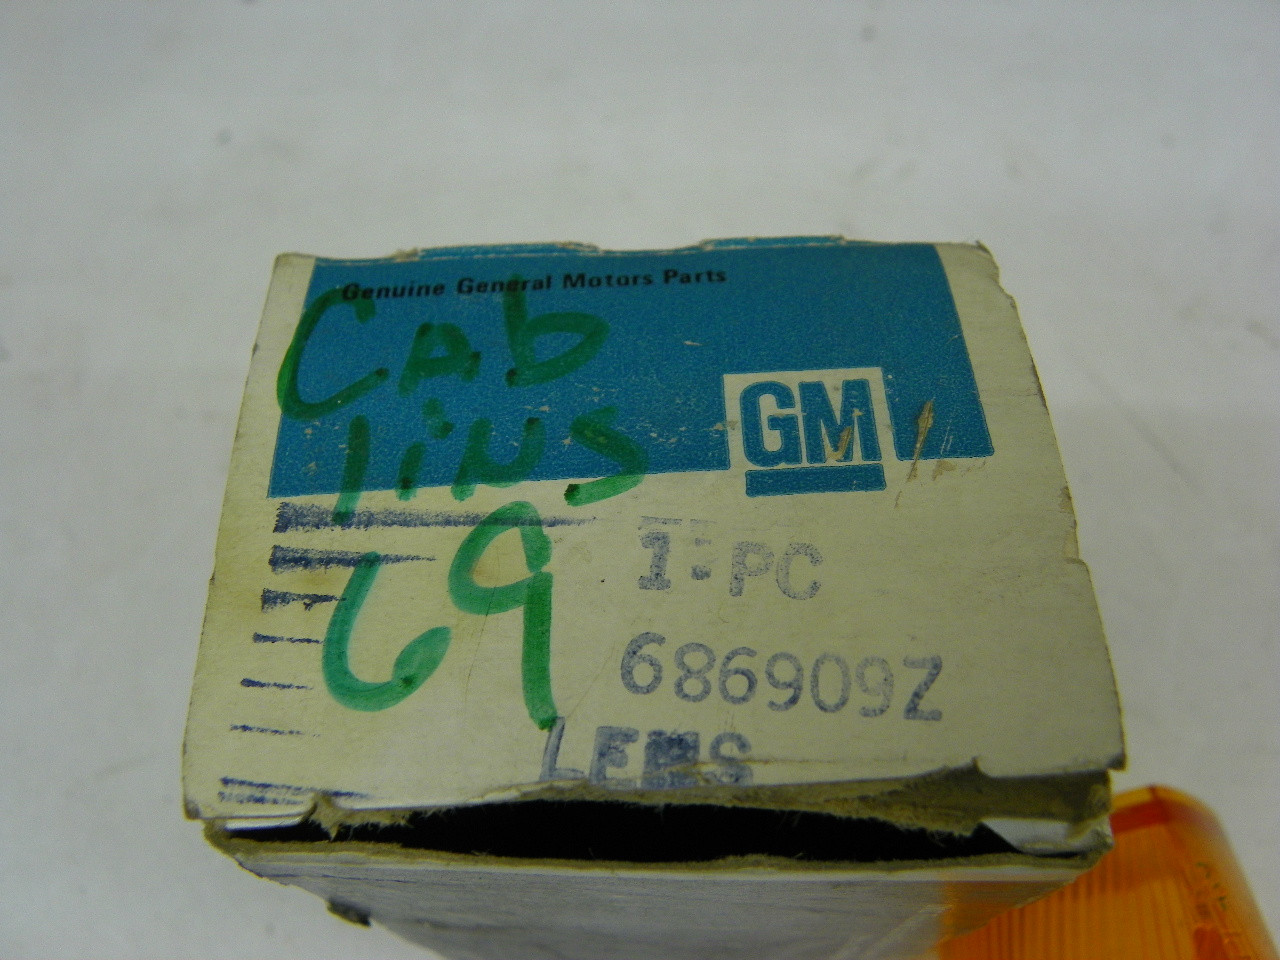 Genuine General Motors Parts
CAb
liNS
69
GM
1-PC
686909Z
LENS